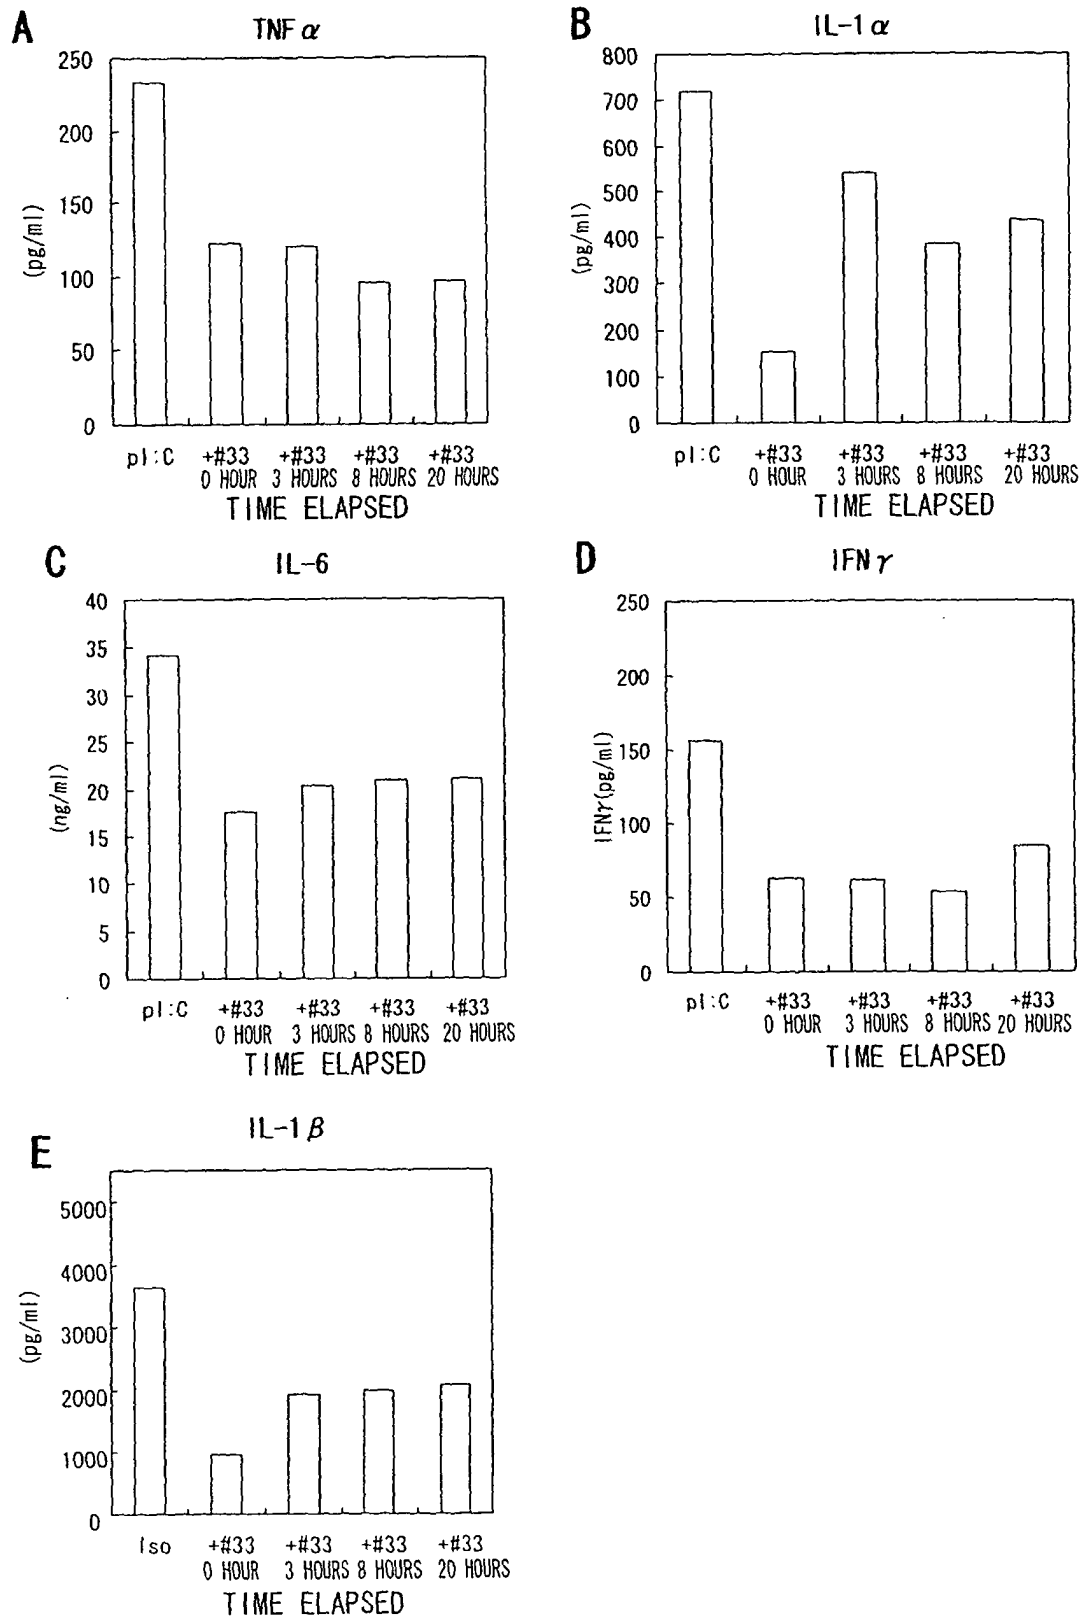 A
TNF α
250
200
150
100
50
0
(pg/ml)
pI:C
+#33 +#33 +#33 +#33
0 HOUR 3 HOURS 8 HOURS 20 HOURS
TIME ELAPSED
B
IL-1 α
800
700
600
500
400
300
200
100
0
(pg/ml)
pI:C
+#33 +#33 +#33 +#33
0 HOUR 3 HOURS 8 HOURS 20 HOURS
TIME ELAPSED
C
IL-6
40
35
30
25
20
15
10
5
0
(ng/ml)
pI:C
+#33 +#33 +#33 +#33
0 HOUR 3 HOURS 8 HOURS 20 HOURS
TIME ELAPSED
D
IFN γ
250
200
150
100
50
0
IFNγ(pg/ml)
pI:C
+#33 +#33 +#33 +#33
0 HOUR 3 HOURS 8 HOURS 20 HOURS
TIME ELAPSED
E
IL-1 β
5000
4000
3000
2000
1000
0
(pg/ml)
Iso
+#33 +#33 +#33 +#33
0 HOUR 3 HOURS 8 HOURS 20 HOURS
TIME ELAPSED